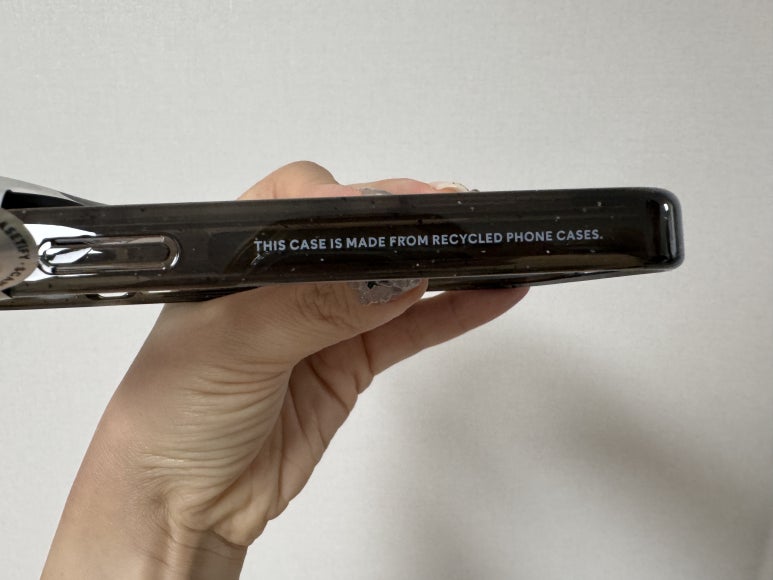 THIS CASE IS MADE FROM RECYCLED PHONE CASES.